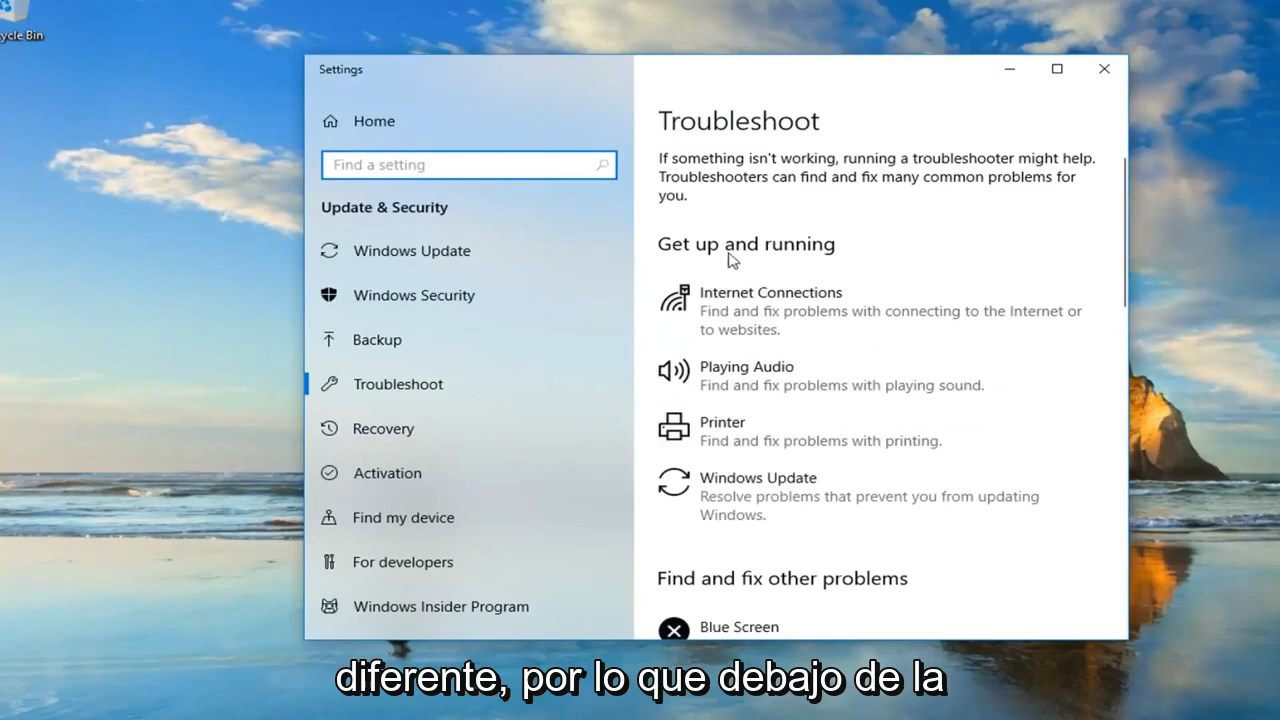 cycle Bin
Settings
Home
Find a setting
Update & Security
Windows Update
Windows Security
Backup
Troubleshoot
Recovery
Activation
Find my device
For developers
Windows Insider Program
Troubleshoot
If something isn't working, running a troubleshooter might help.
Troubleshooters can find and fix many common problems for
you.
Get up and running
Internet Connections
Find and fix problems with connecting to the Internet or
to websites.
Playing Audio
Find and fix problems with playing sound.
Printer
Find and fix problems with printing.
Windows Update
Resolve problems that prevent you from updating
Windows.
Find and fix other problems
Blue Screen
diferente, por lo que debajo de la